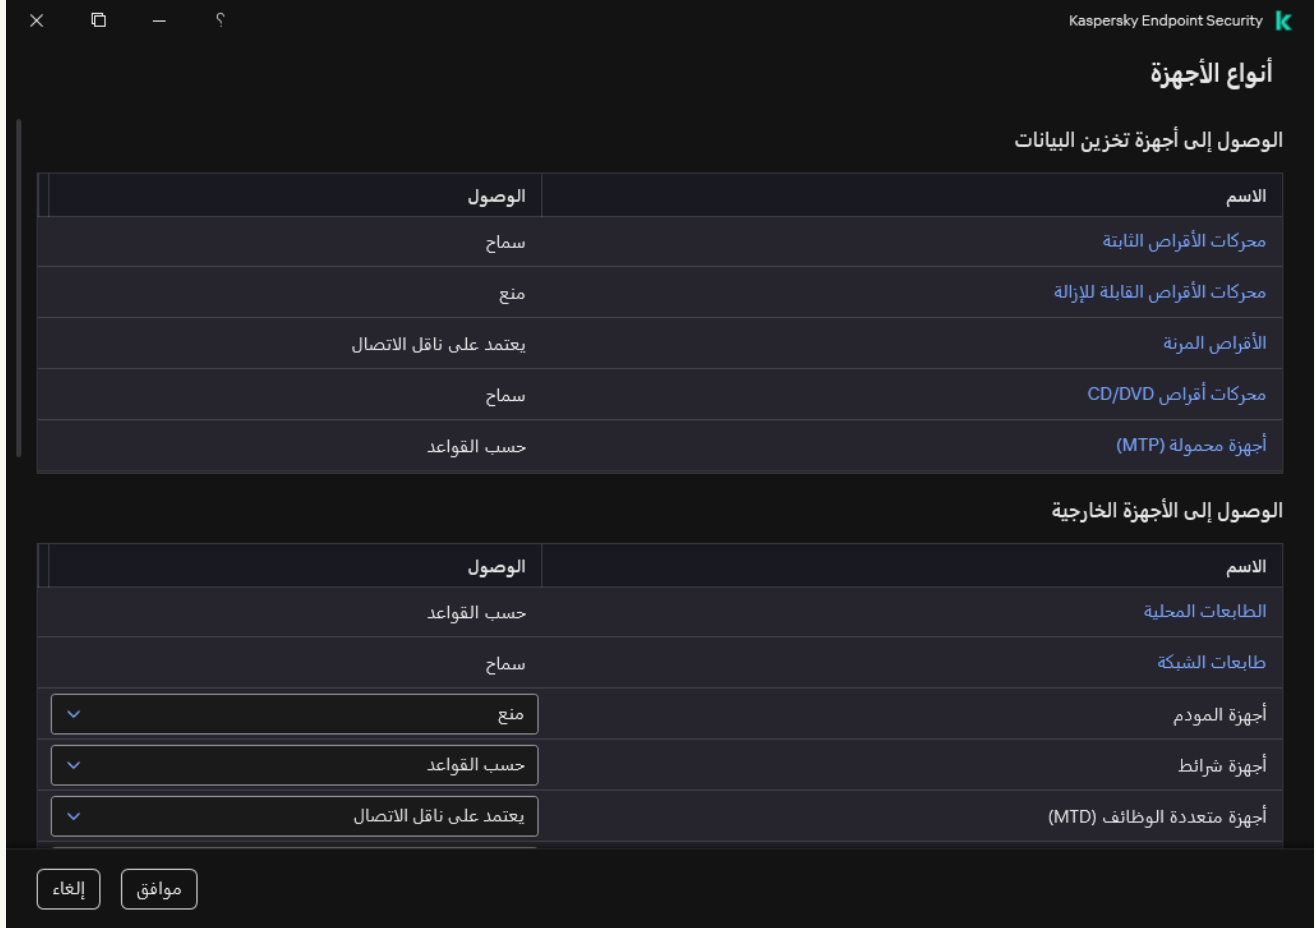 Kaspersky Endpoint Security
أنواع الأجهزة
الوصول إلى أجهزة تخزين البيانات
الاسم الوصول
محركات الأقراص الثابتة سماح
محركات الأقراص القابلة للإزالة منع
الأقراص المرنة يعتمد على ناقل الاتصال
محركات أقراص CD/DVD سماح
أجهزة محمولة (MTP) حسب القواعد
الوصول إلى الأجهزة الخارجية
الاسم الوصول
الطابعات المحلية حسب القواعد
طابعات الشبكة سماح
أجهزة المودم منع
أجهزة شرائط حسب القواعد
أجهزة متعددة الوظائف (MTD) يعتمد على ناقل الاتصال
موافق إلغاء